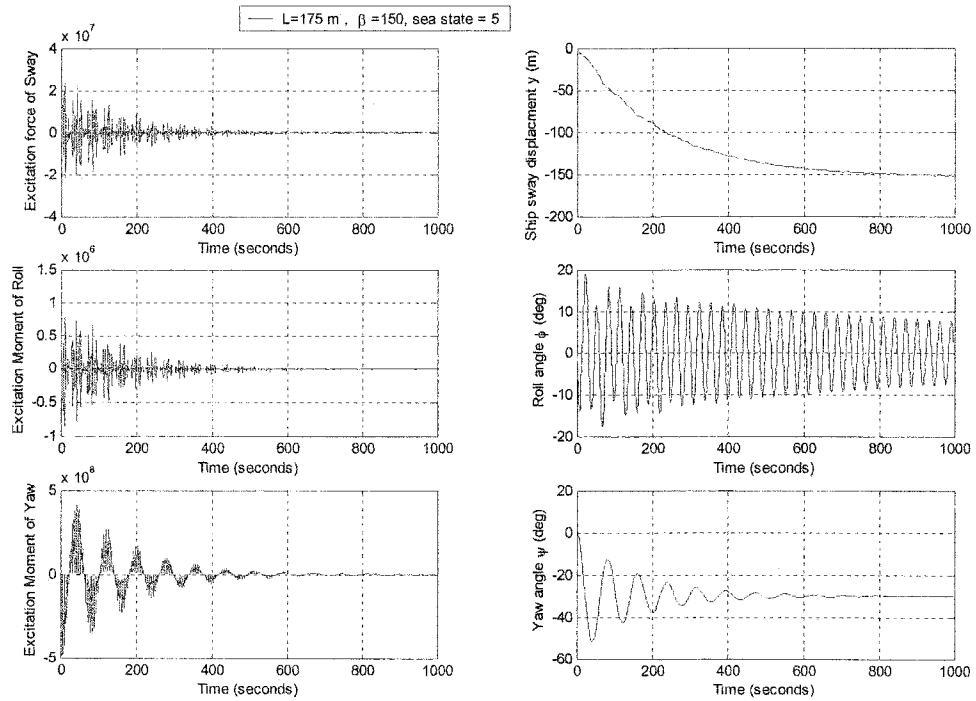 L=175 m , β =150, sea state = 5
x 10^7
Excitation force of Sway
4
2
0
-2
-4
0 200 400 600 800 1000
Time (seconds)
Ship sway displacment y (m)
0
-50
-100
-150
-200
0 200 400 600 800 1000
Time (seconds)
x 10^6
Excitation Moment of Roll
1.5
1
0.5
0
-0.5
-1
0 200 400 600 800 1000
Time (seconds)
Roll angle ϕ (deg)
20
10
0
-10
20
0 200 400 600 800 1000
Time (seconds)
x 10^8
Excitation Moment of Yaw
5
0
-5
0 200 400 600 800 1000
Time (seconds)
Yaw angle ψ (deg)
20
0
-20
-40
-60
0 200 400 600 800 1000
Time (seconds)